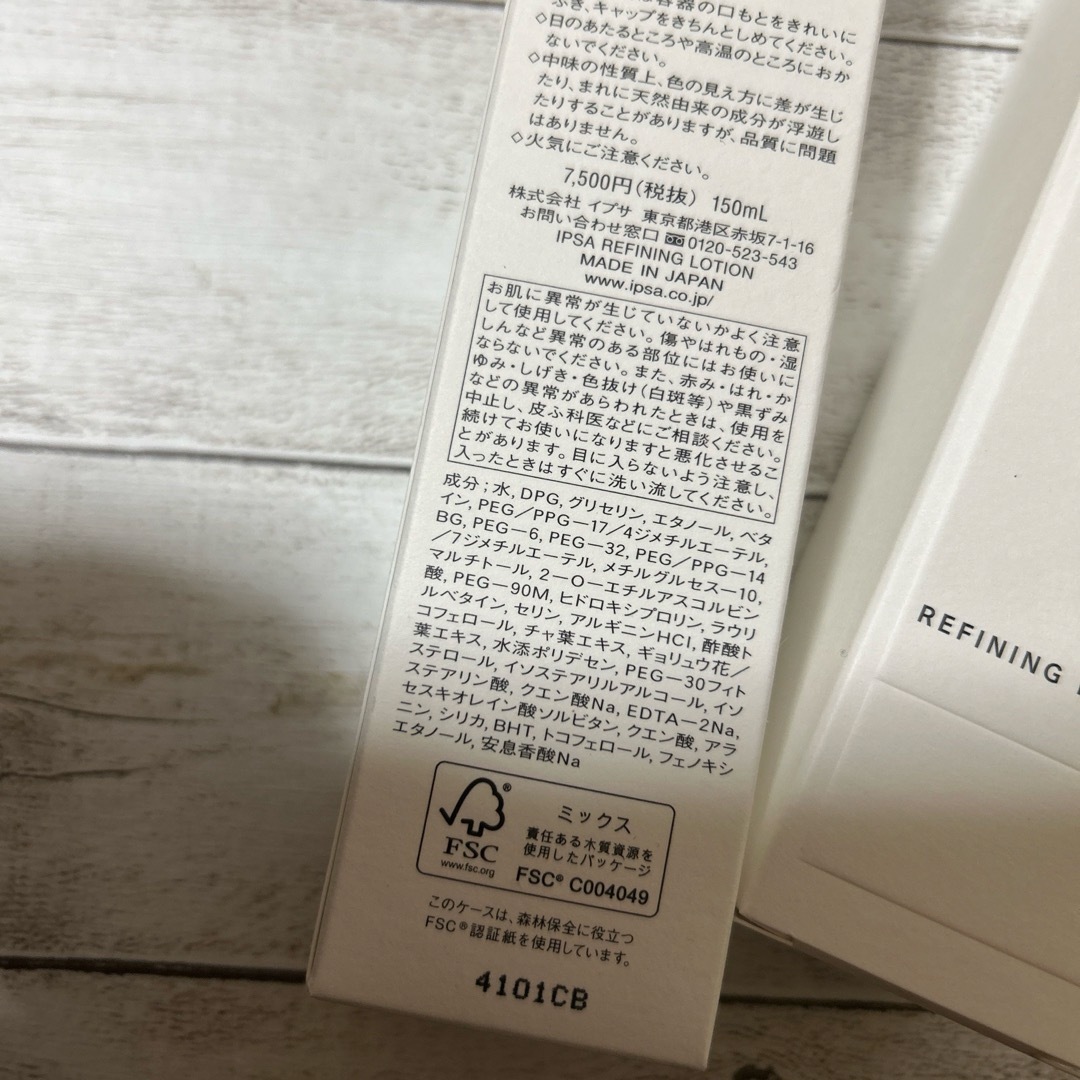 容器の口もとをきれいに
ふき、キャップをきちんとしめてください。
◇日のあたるところや高温のところにおか
ないでください。
◇中味の性質上、色の見え方に差が生じ
たり、まれに天然由来の成分が浮遊し
たりすることがありますが、品質に問題
はありません。
◇火気にご注意ください。
7,500円(税抜) 150mL
株式会社 イプサ 東京都港区赤坂7-1-16
お問い合わせ窓口 0120-523-543
IPSA REFINING LOTION
MADE IN JAPAN
www.ipsa.co.jp/
お肌に異常が生じていないかよく注意
して使用してください。傷やはれもの・湿
しんなど異常のある部位にはお使いに
ならないでください。また、赤み・はれ・か
ゆみ・しげき・色抜け(白斑等)や黒ずみ
などの異常があらわれたときは、使用を
中止し、皮ふ科医などにご相談ください。
続けてお使いになりますと悪化させるこ
とがあります。目に入らないよう注意し、
入ったときはすぐに洗い流してください。
成分;水, DPG, グリセリン, エタノール, ベタ
イン, PEG/PPG-17/4ジメチルエーテル,
BG, PEG-6, PEG-32, PEG/PPG-14
/7ジメチルエーテル, メチルグルセス-10,
マルチトール, 2-O-エチルアスコルビン
酸, PEG-90M, ヒドロキシプロリン, ラウリ
ルベタイン, セリン, アルギニンHCl, 酢酸ト
コフェロール, チャ葉エキス, ギョリュウ花/
葉エキス, 水添ポリデセン, PEG-30フィト
ステロール, イソステアリルアルコール, イソ
ステアリン酸, クエン酸Na, EDTA-2Na,
セスキオレイン酸ソルビタン, クエン酸, アラ
ニン, シリカ, BHT, トコフェロール, フェノキシ
エタノール, 安息香酸Na
FSC
www.fsc.org
ミックス
責任ある木質資源を
使用したパッケージ
FSC® C004049
このケースは、森林保全に役立つ
FSC®認証紙を使用しています。
4101CB
REFINING